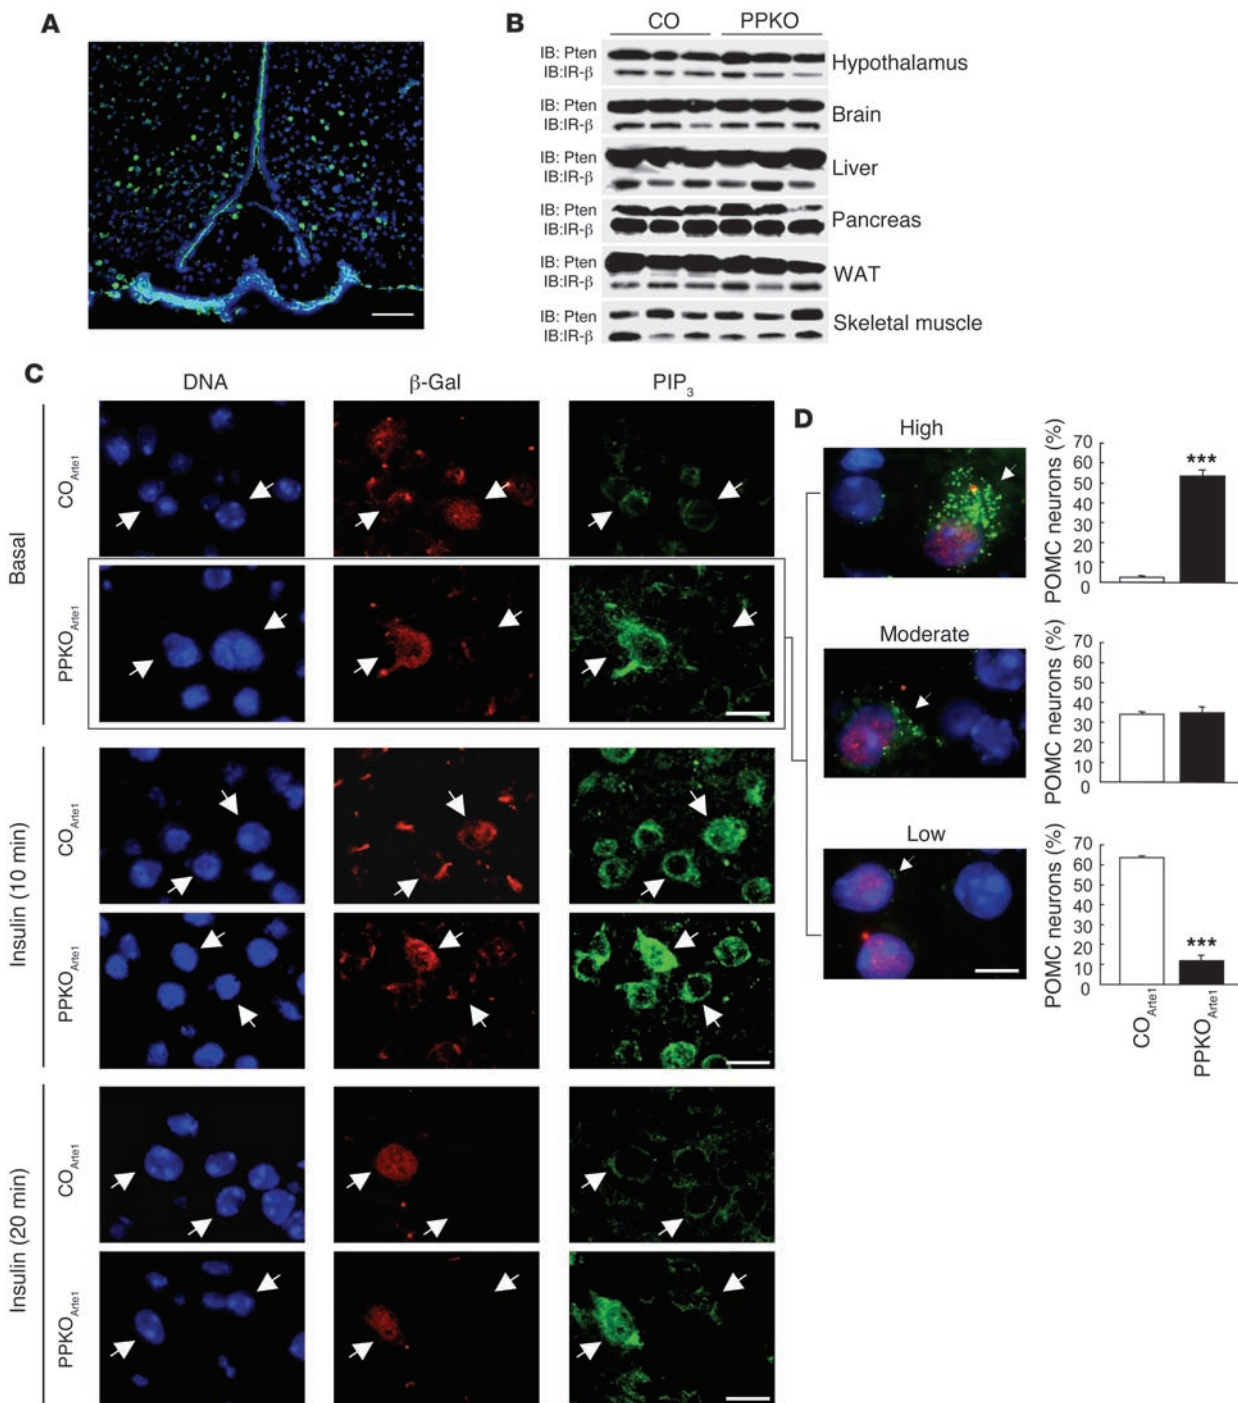 A
B
CO PPKO
IB: Pten
IB:IR-β
Hypothalamus
IB: Pten
IB:IR-β
Brain
IB: Pten
IB:IR-β
Liver
IB: Pten
IB:IR-β
Pancreas
IB: Pten
IB:IR-β
WAT
IB: Pten
IB:IR-β
Skeletal muscle
C
DNA β-Gal PIP3
Basal
COArte1
PPKOArte1
Insulin (10 min)
COArte1
PPKOArte1
Insulin (20 min)
COArte1
PPKOArte1
D
High
POMC neurons (%)
70
60
50
40
30
20
10
0
***
Moderate
POMC neurons (%)
70
60
50
40
30
20
10
0
Low
POMC neurons (%)
70
60
50
40
30
20
10
0
***
COArte1
PPKOArte1